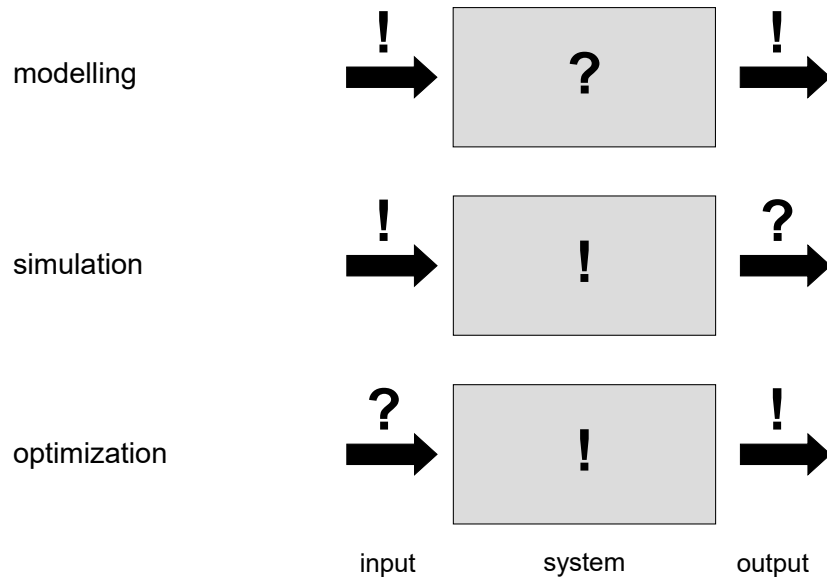 ! !
modelling ?
! ?
simulation !
? !
optimization !
input system output